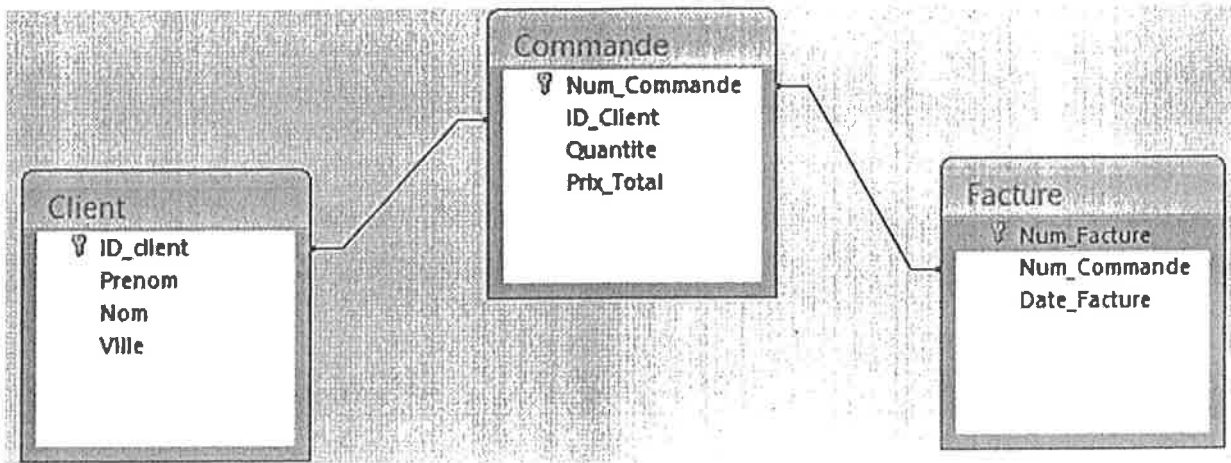 Client
ID_client
Prenom
Nom
Ville
Commande
Num_Commande
ID_Client
Quantite
Prix_Total
Facture
Num_Facture
Num_Commande
Date_Facture